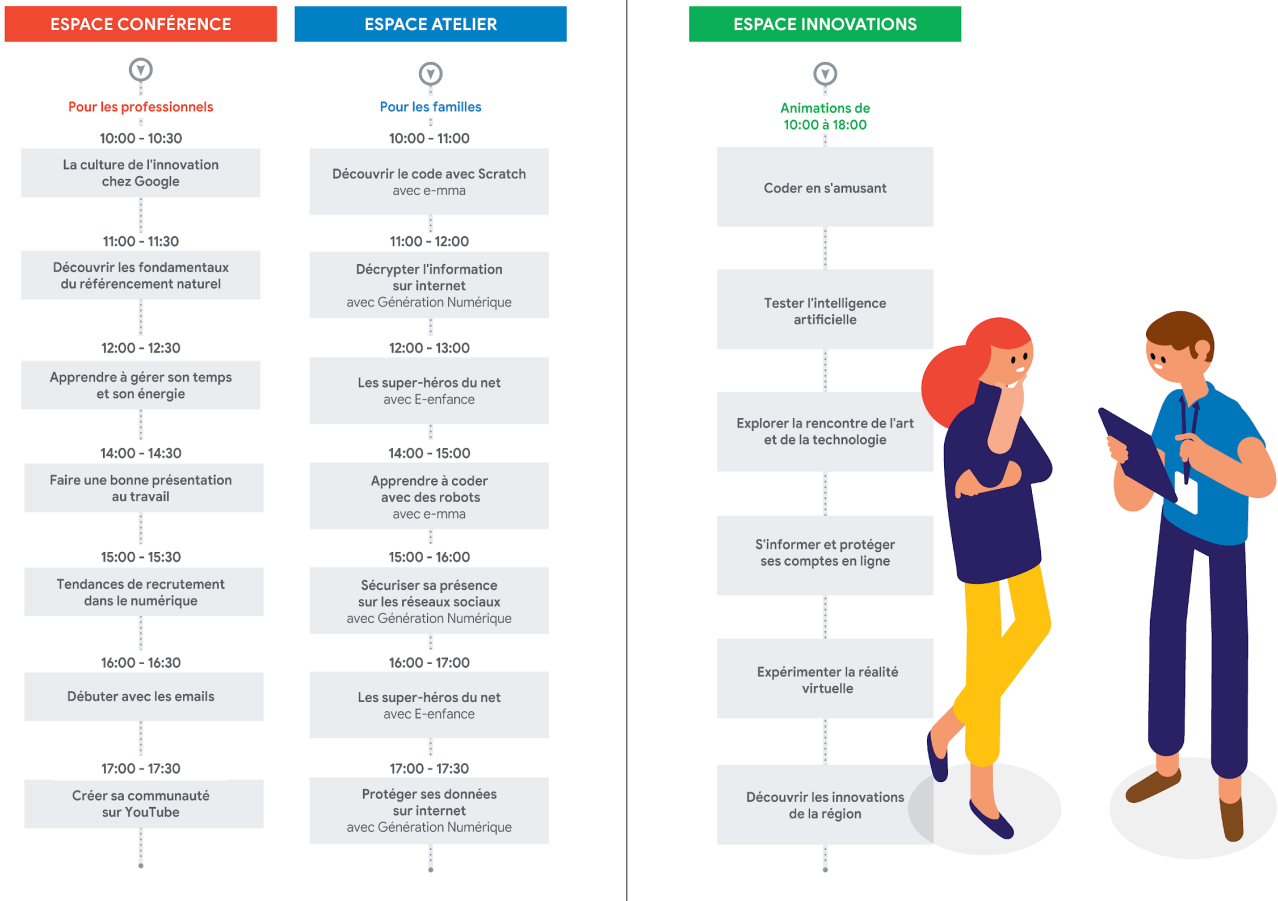 ESPACE CONFÉRENCE
Pour les professionnels
10:00 - 10:30
La culture de l'innovation
chez Google
11:00 - 11:30
Découvrir les fondamentaux
du référencement naturel
12:00 - 12:30
Apprendre à gérer son temps
et son énergie
14:00 - 14:30
Faire une bonne présentation
au travail
15:00 - 15:30
Tendances de recrutement
dans le numérique
16:00 - 16:30
Débuter avec les emails
17:00 - 17:30
Créer sa communauté
sur YouTube
ESPACE ATELIER
Pour les familles
10:00 - 11:00
Découvrir le code avec Scratch
avec e-mma
11:00 - 12:00
Décrypter l'information
sur internet
avec Génération Numérique
12:00 - 13:00
Les super-héros du net
avec E-enfance
14:00 - 15:00
Apprendre à coder
avec des robots
avec e-mma
15:00 - 16:00
Sécuriser sa présence
sur les réseaux sociaux
avec Génération Numérique
16:00 - 17:00
Les super-héros du net
avec E-enfance
17:00 - 17:30
Protéger ses données
sur internet
avec Génération Numérique
ESPACE INNOVATIONS
Animations de
10:00 à 18:00
Coder en s'amusant
Tester l'intelligence
artificielle
Explorer la rencontre de l'art
et de la technologie
S'informer et protéger
ses comptes en ligne
Expérimenter la réalité
virtuelle
Découvrir les innovations
de la région